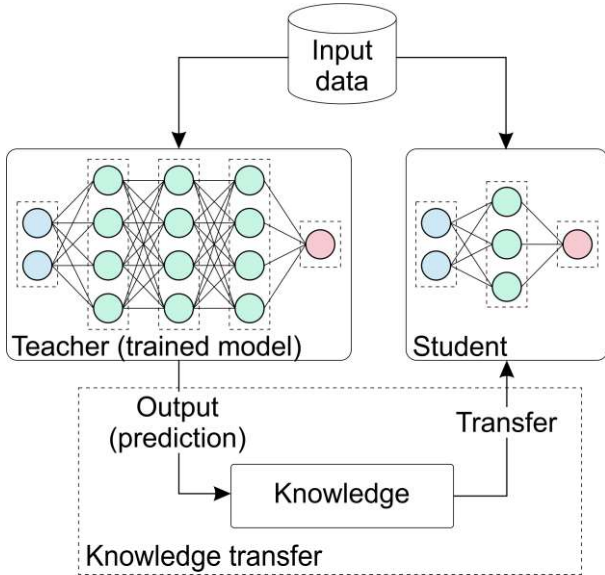 Input
data
Teacher (trained model)
Student
Output
(prediction)
Transfer
Knowledge
Knowledge transfer